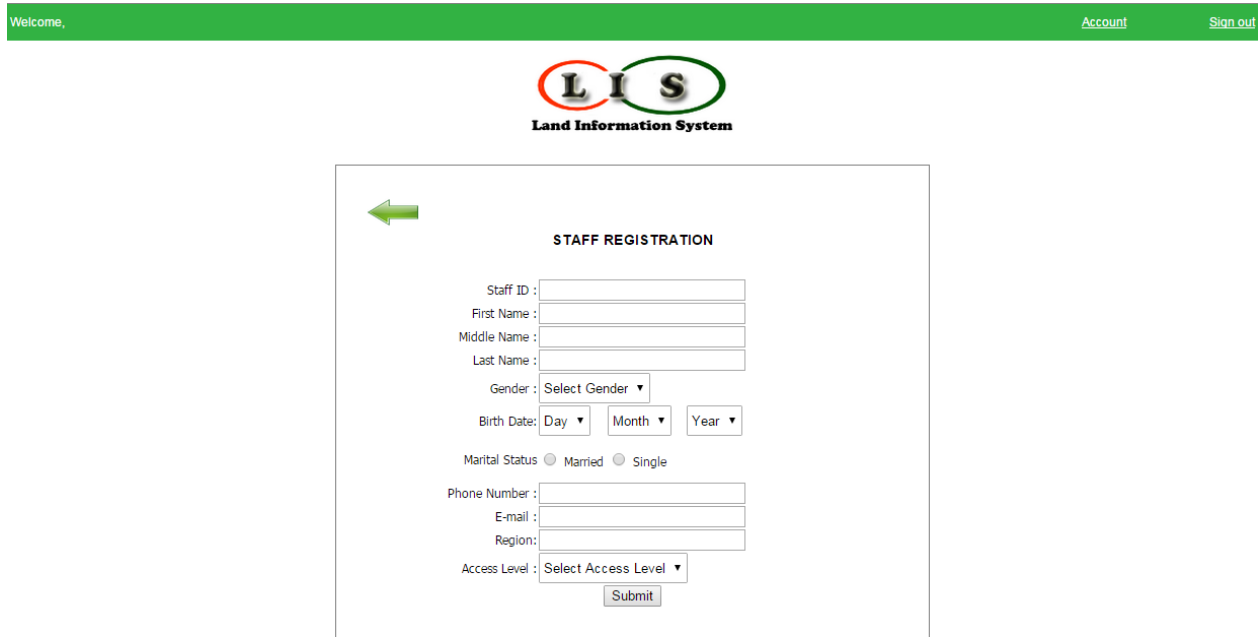 Welcome, Account Sign out
L I S
Land Information System
STAFF REGISTRATION
Staff ID :
First Name :
Middle Name :
Last Name :
Gender : Select Gender
Birth Date: Day Month Year
Marital Status Married Single
Phone Number :
E-mail :
Region:
Access Level : Select Access Level
Submit